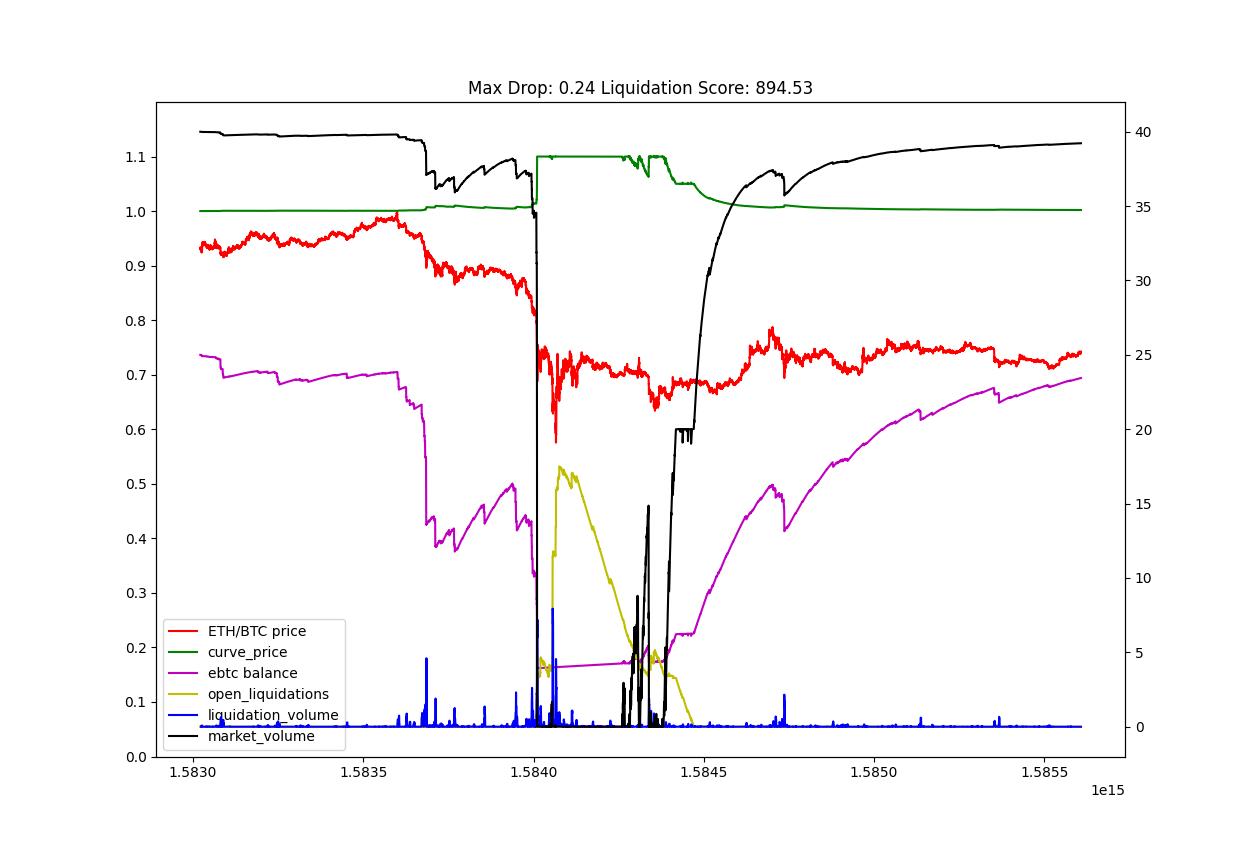 Max Drop: 0.24 Liquidation Score: 894.53
1.1
1.0
0.9
0.8
0.7
0.6
0.5
0.4
0.3
0.2
0.1
0.0
40
35
30
25
20
15
10
5
0
ETH/BTC price
curve_price
ebtc balance
open_liquidations
liquidation_volume
market_volume
1.5830 1.5835 1.5840 1.5845 1.5850 1.5855
1e15